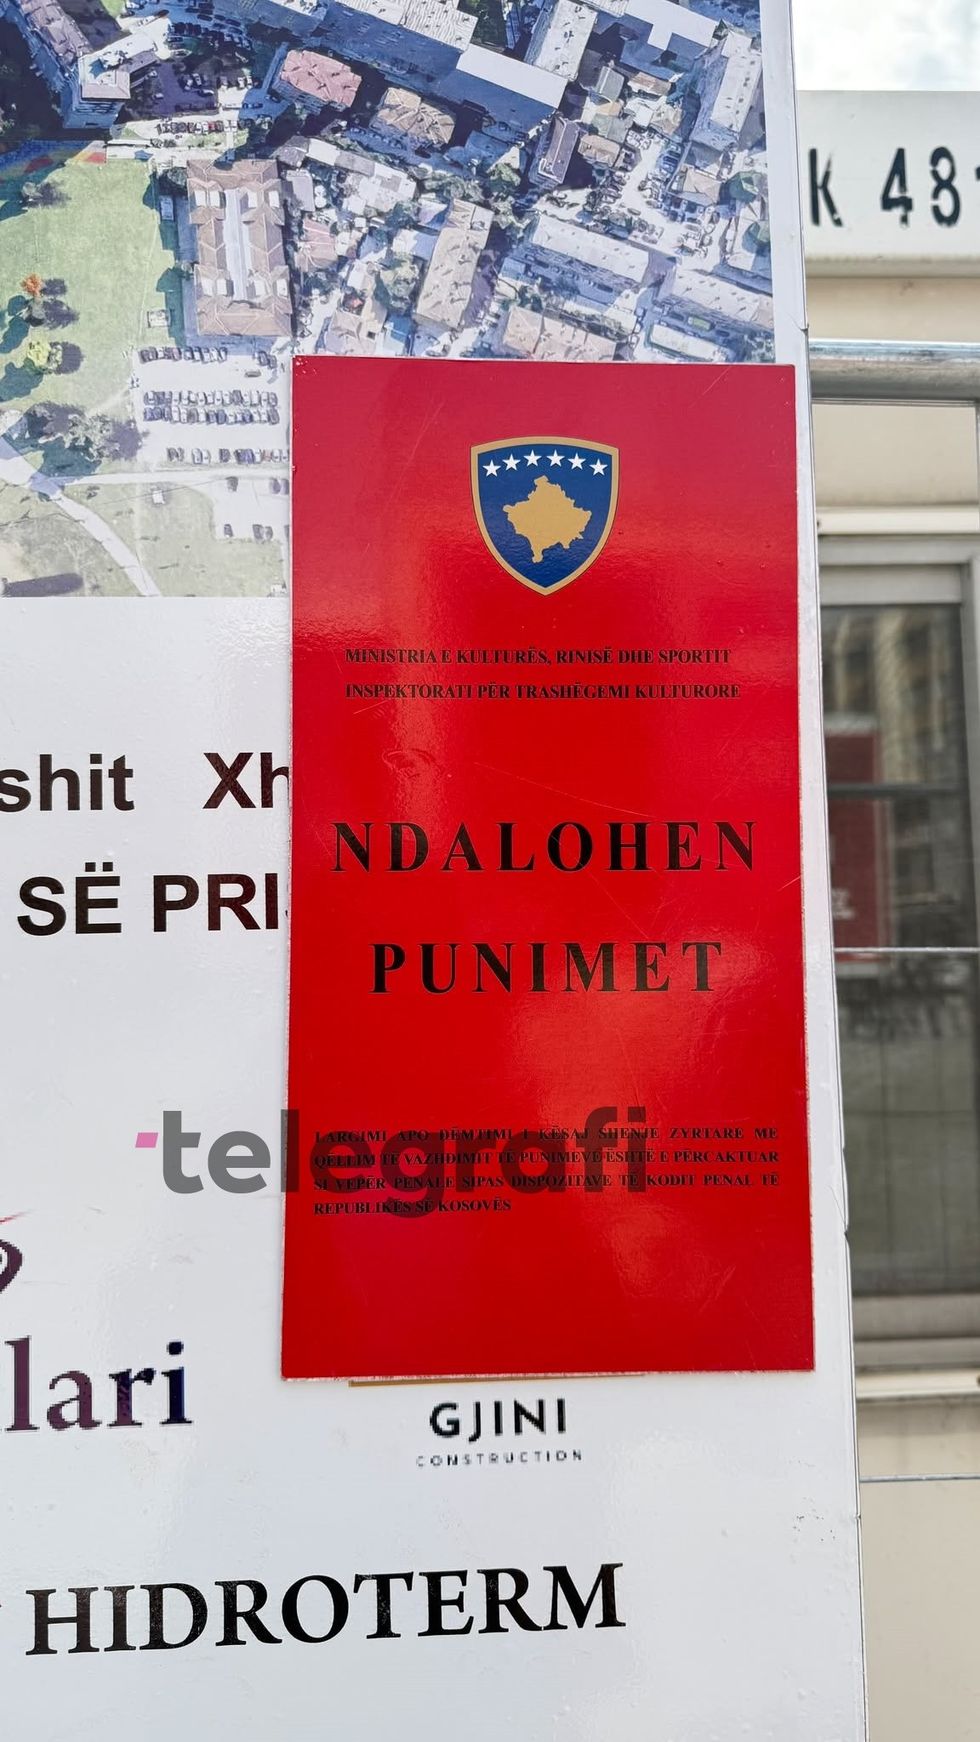 K 48
MINISTRIA E KULTURËS, RINISË DHE SPORTIT
INSPEKTORATI PËR TRASHËGEMI KULTURORE
shit Xh
NDALOHEN
SË PRI
PUNIMET
telegrafi
LARGIMI APO DËMTIMI I KËSAJ SHENJE ZYRTARE ME
QËLLIM TË VAZHDIMIT TË PUNIMEVE ËSHTË E PËRCAKTUAR
SI VEPËR PENALE SIPAS DISPOZITAVE TË KODIT PENAL TË
REPUBLIKËS SË KOSOVËS
lari
GJINI
CONSTRUCTION
HIDROTERM